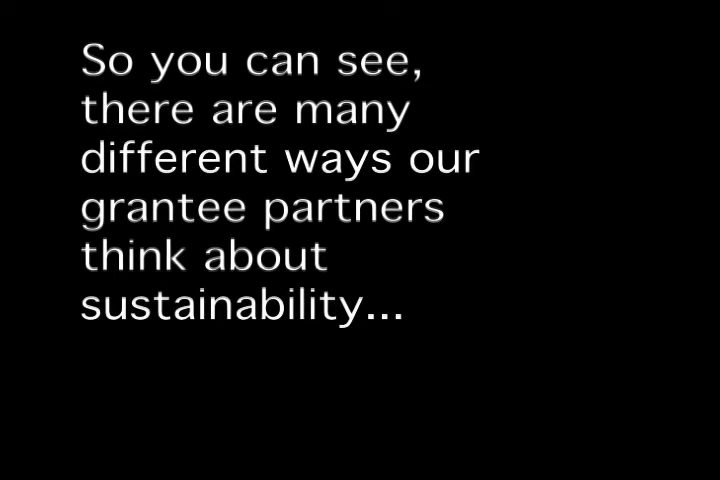 So you can see,
there are many
different ways our
grantee partners
think about
sustainability...